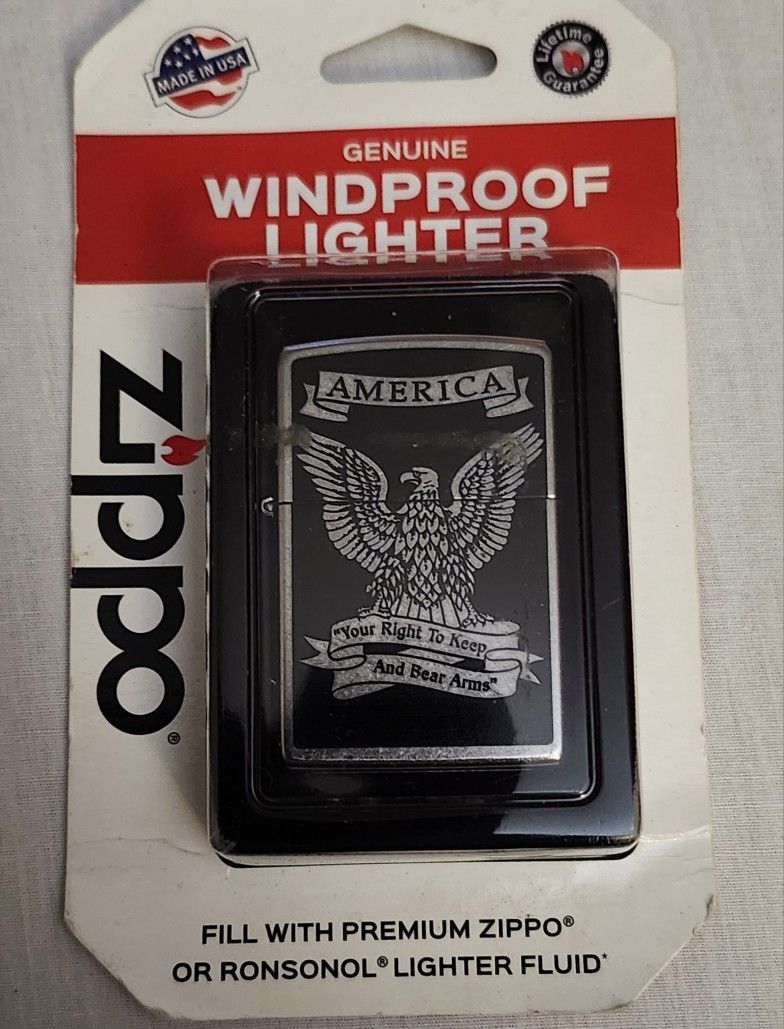 MADE IN USA
Lifetime
Guarantee
GENUINE
WINDPROOF
LIGHTER
zippo®
AMERICA
"Your Right To Keep
And Bear Arms"
FILL WITH PREMIUM ZIPPO®
OR RONSONOL® LIGHTER FLUID*